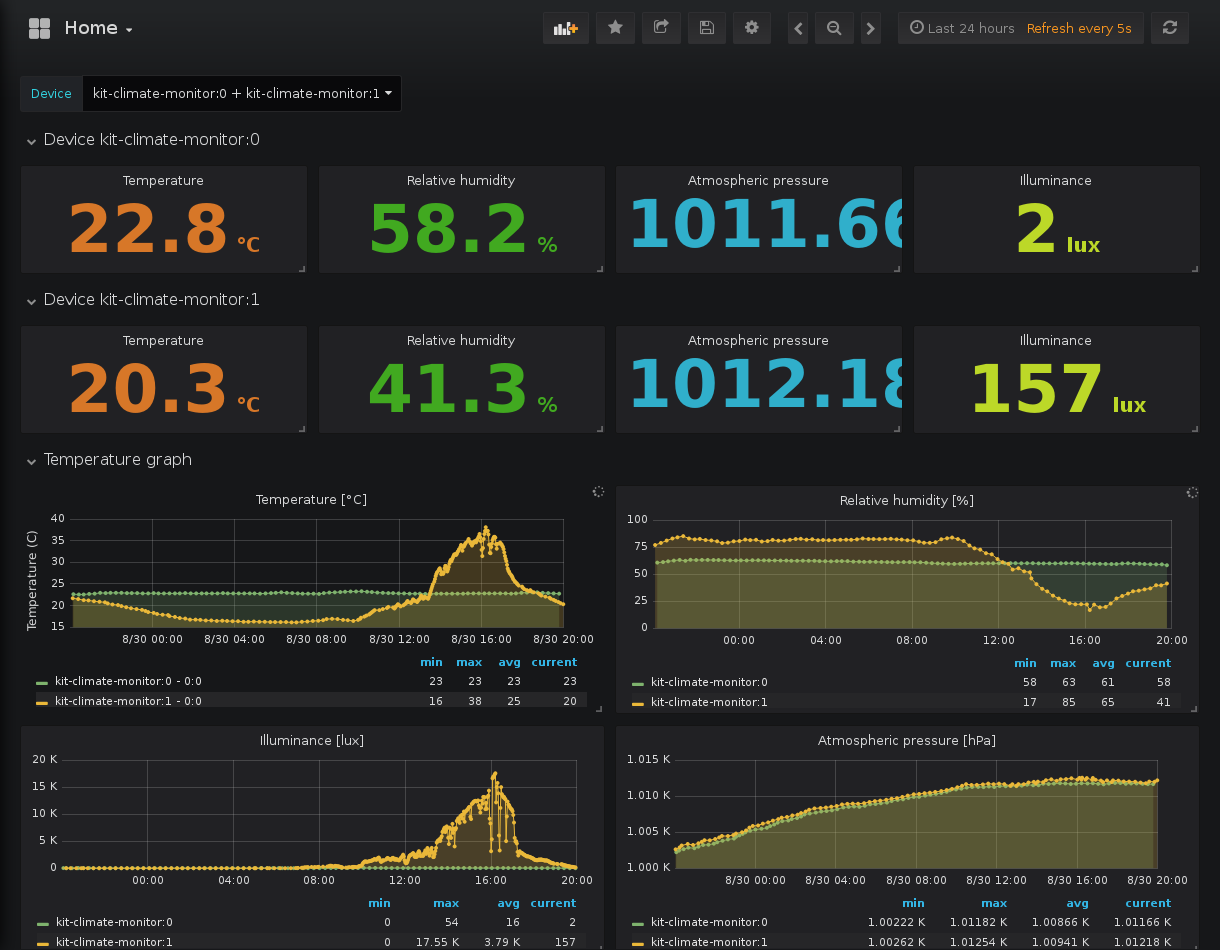 Home
Last 24 hours Refresh every 5s
Device kit-climate-monitor:0 + kit-climate-monitor:1
Device kit-climate-monitor:0
Temperature Relative humidity Atmospheric pressure Illuminance
22.8 °C 58.2 % 1011.66 2 lux
Device kit-climate-monitor:1
Temperature Relative humidity Atmospheric pressure Illuminance
20.3 °C 41.3 % 1012.18 157 lux
Temperature graph
Temperature [°C]
Temperature (C)
40
35
30
25
20
15
8/30 00:00 8/30 04:00 8/30 08:00 8/30 12:00 8/30 16:00 8/30 20:00
min max avg current
kit-climate-monitor:0 - 0:0 23 23 23 23
kit-climate-monitor:1 - 0:0 16 38 25 20
Relative humidity [%]
100
75
50
25
0
00:00 04:00 08:00 12:00 16:00 20:00
min max avg current
kit-climate-monitor:0 58 63 61 58
kit-climate-monitor:1 17 85 65 41
Illuminance [lux]
20 K
15 K
10 K
5 K
0
00:00 04:00 08:00 12:00 16:00 20:00
min max avg current
kit-climate-monitor:0 0 54 16 2
kit-climate-monitor:1 0 17.55 K 3.79 K 157
Atmospheric pressure [hPa]
1.015 K
1.010 K
1.005 K
1.000 K
8/30 00:00 8/30 04:00 8/30 08:00 8/30 12:00 8/30 16:00 8/30 20:00
min max avg current
kit-climate-monitor:0 1.00222 K 1.01182 K 1.00866 K 1.01166 K
kit-climate-monitor:1 1.00262 K 1.01254 K 1.00941 K 1.01218 K